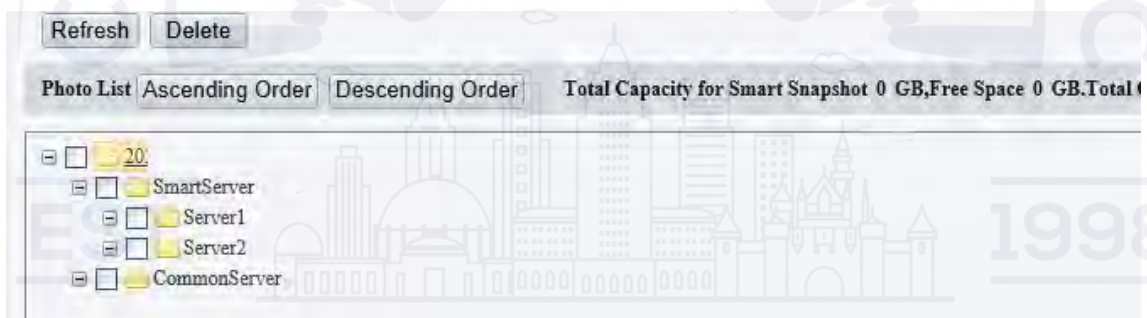 Refresh Delete
Photo List Ascending Order Descending Order Total Capacity for Smart Snapshot 0 GB,Free Space 0 GB.Total
SmartServer
Server1
Server2
CommonServer
1998